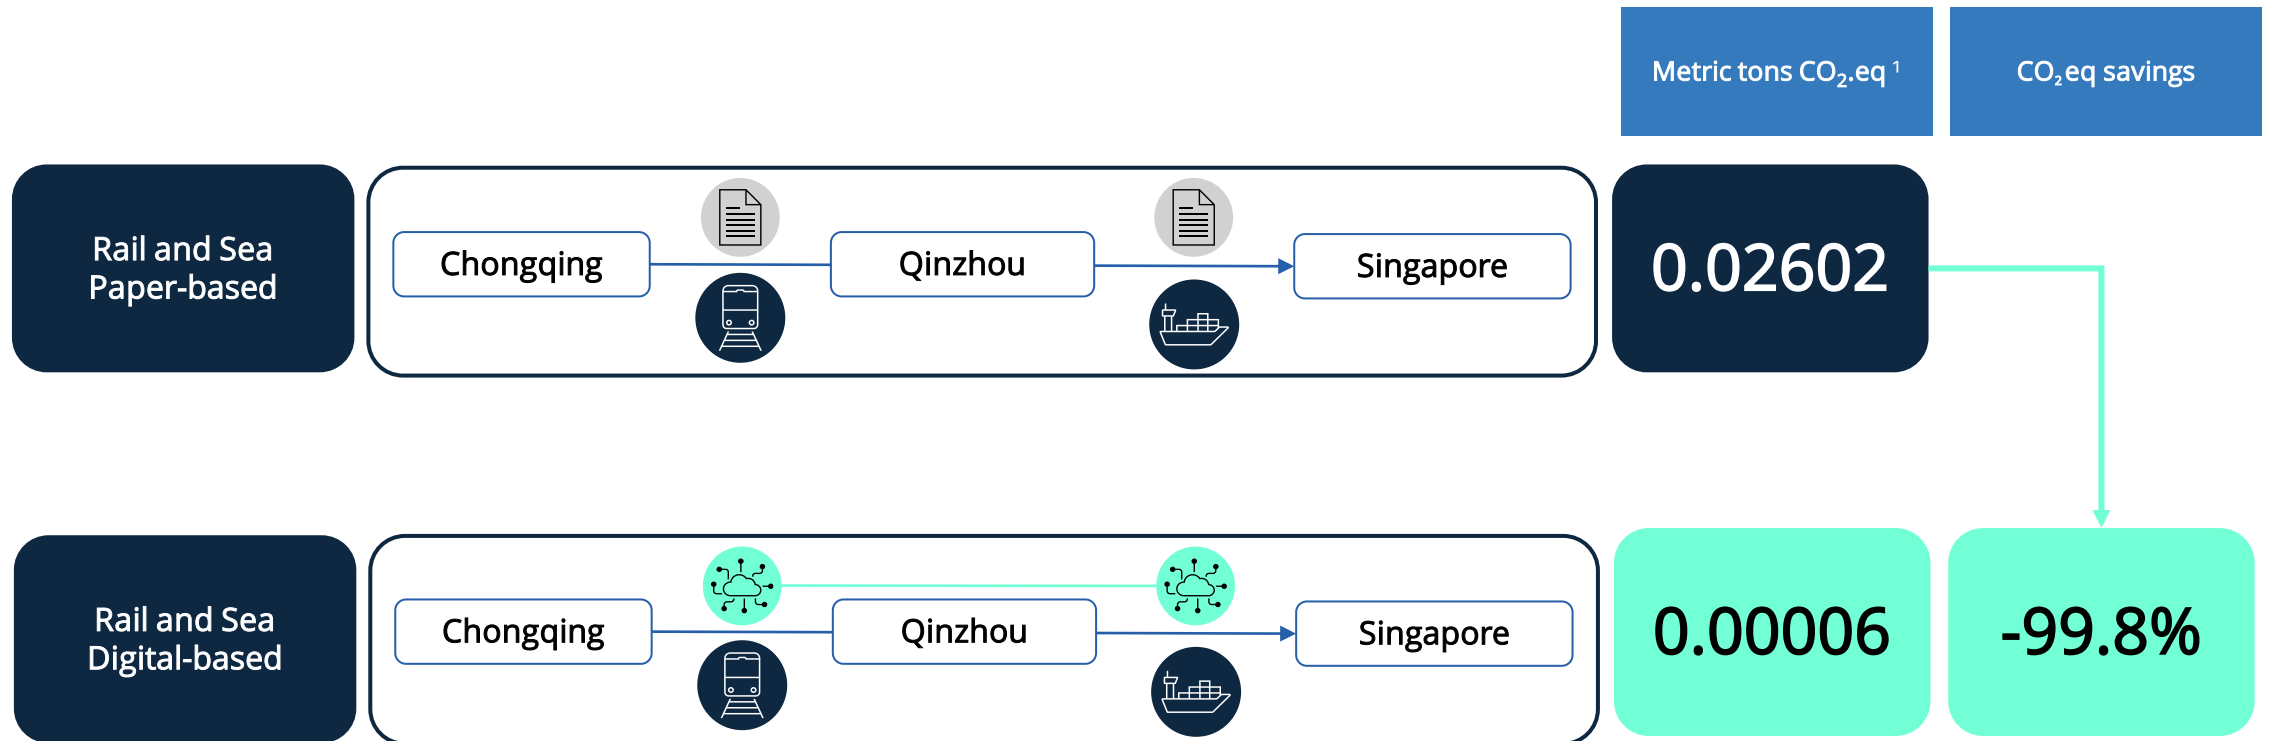 Metric tons CO₂.eq ¹
CO₂eq savings
Rail and Sea
Paper-based
Chongqing
Qinzhou
Singapore
0.02602
Rail and Sea
Digital-based
Chongqing
Qinzhou
Singapore
0.00006
-99.8%